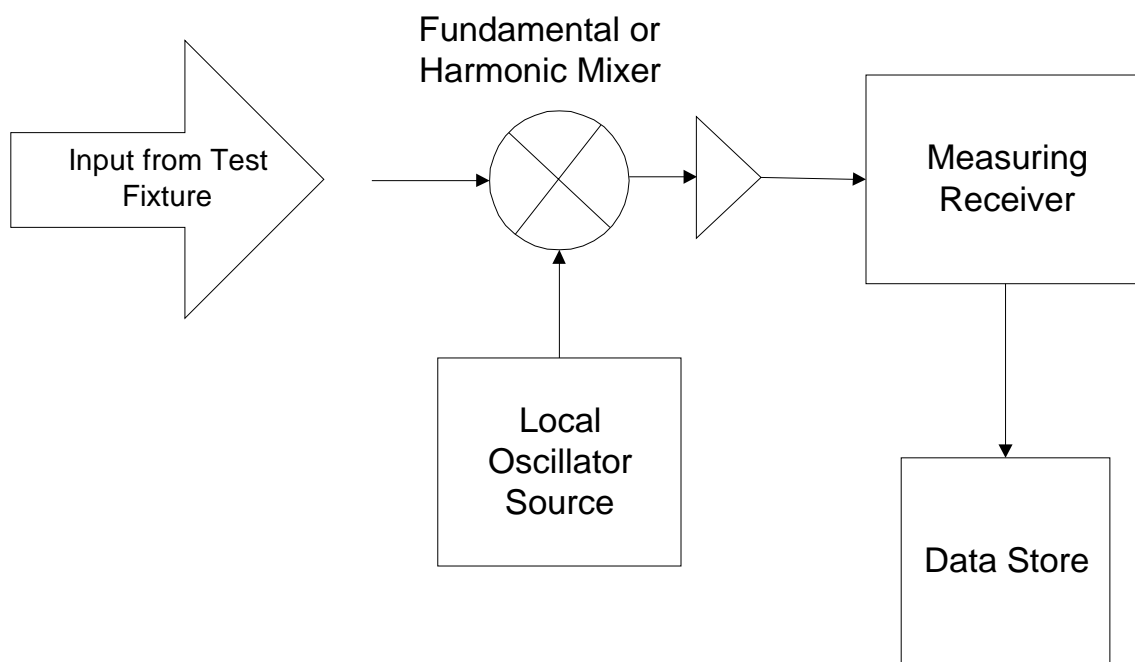 Fundamental or
Harmonic Mixer
Input from Test
Fixture
Measuring
Receiver
Local
Oscillator
Source
Data Store